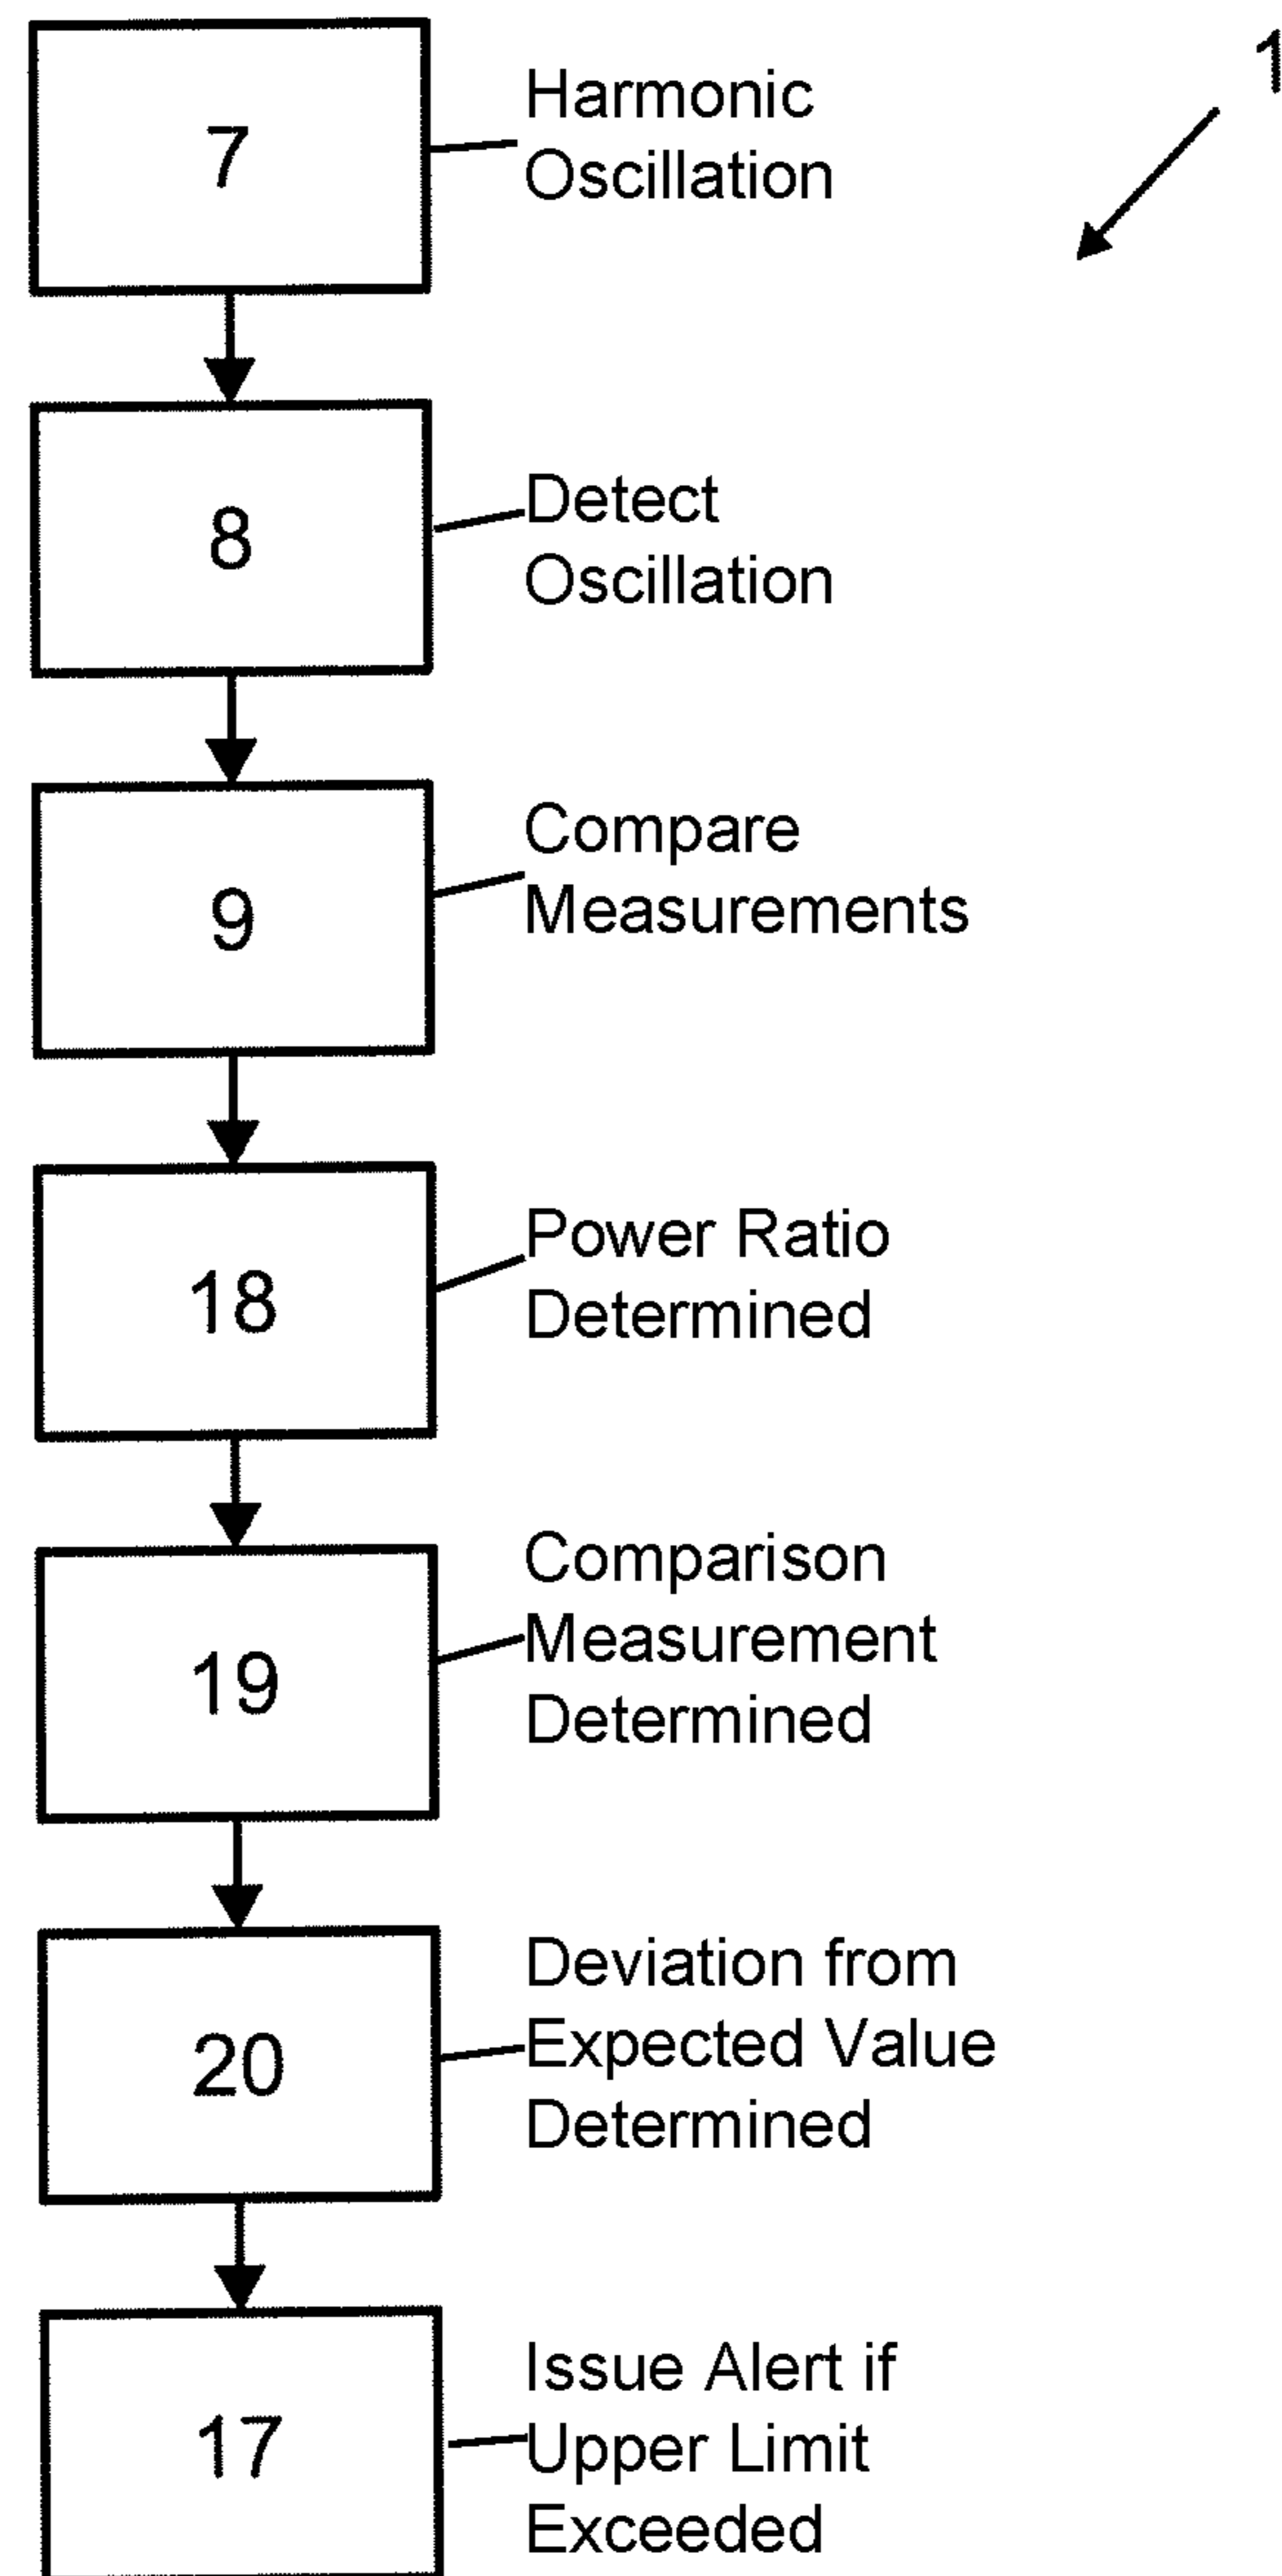 1
7
Harmonic
Oscillation
8
Detect
Oscillation
9
Compare
Measurements
18
Power Ratio
Determined
19
Comparison
Measurement
Determined
20
Deviation from
Expected Value
Determined
17
Issue Alert if
Upper Limit
Exceeded